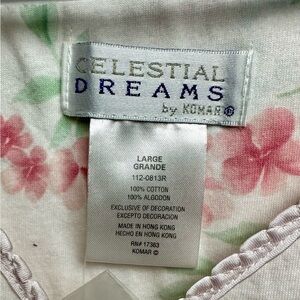 CELESTIAL
DREAMS
by KOMAR®
LARGE
GRANDE
112-0813R
100% COTTON
100% ALGODON
EXCLUSIVE OF DECORATION
EXCEPTO DECORACION
MADE IN HONG KONG
HECHO EN HONG KONG
RN# 17363
KOMAR ©